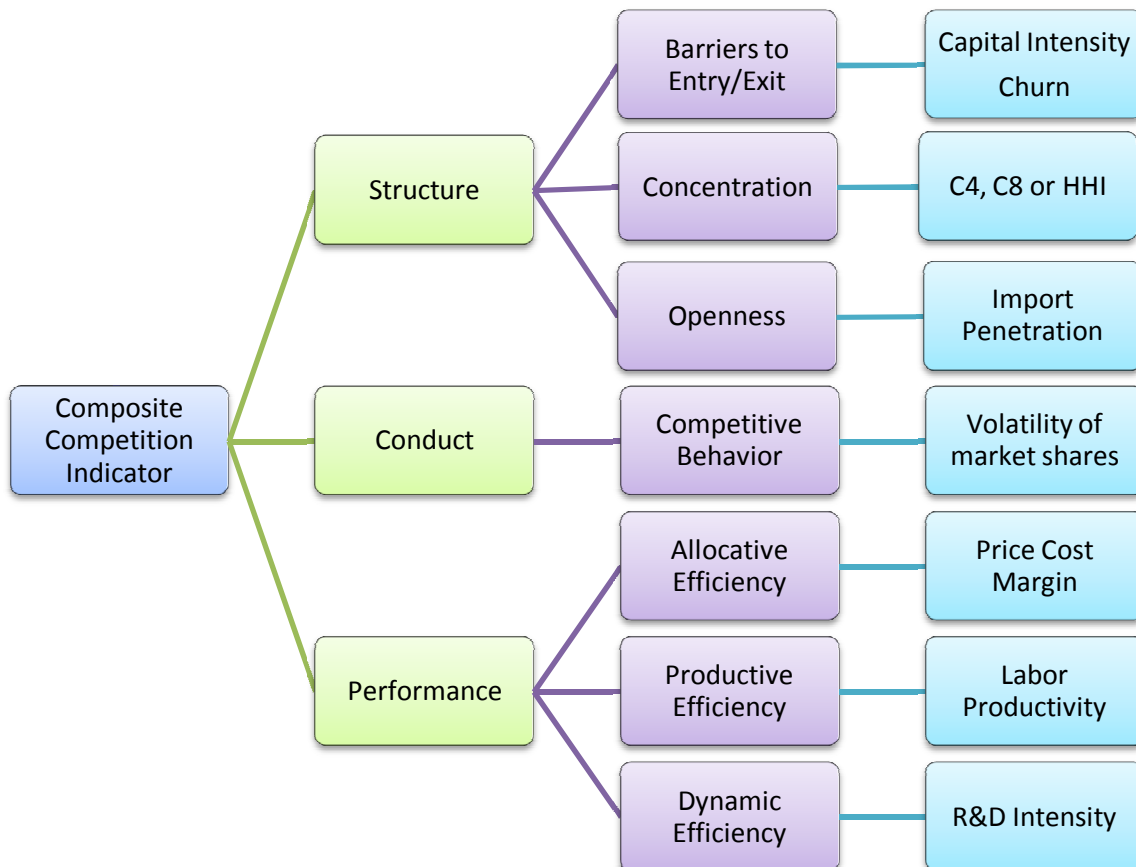 Barriers to
Entry/Exit
Capital Intensity
Churn
Structure
Concentration
C4, C8 or HHI
Openness
Import
Penetration
Composite
Competition
Indicator
Conduct
Competitive
Behavior
Volatility of
market shares
Allocative
Efficiency
Price Cost
Margin
Performance
Productive
Efficiency
Labor
Productivity
Dynamic
Efficiency
R&D Intensity